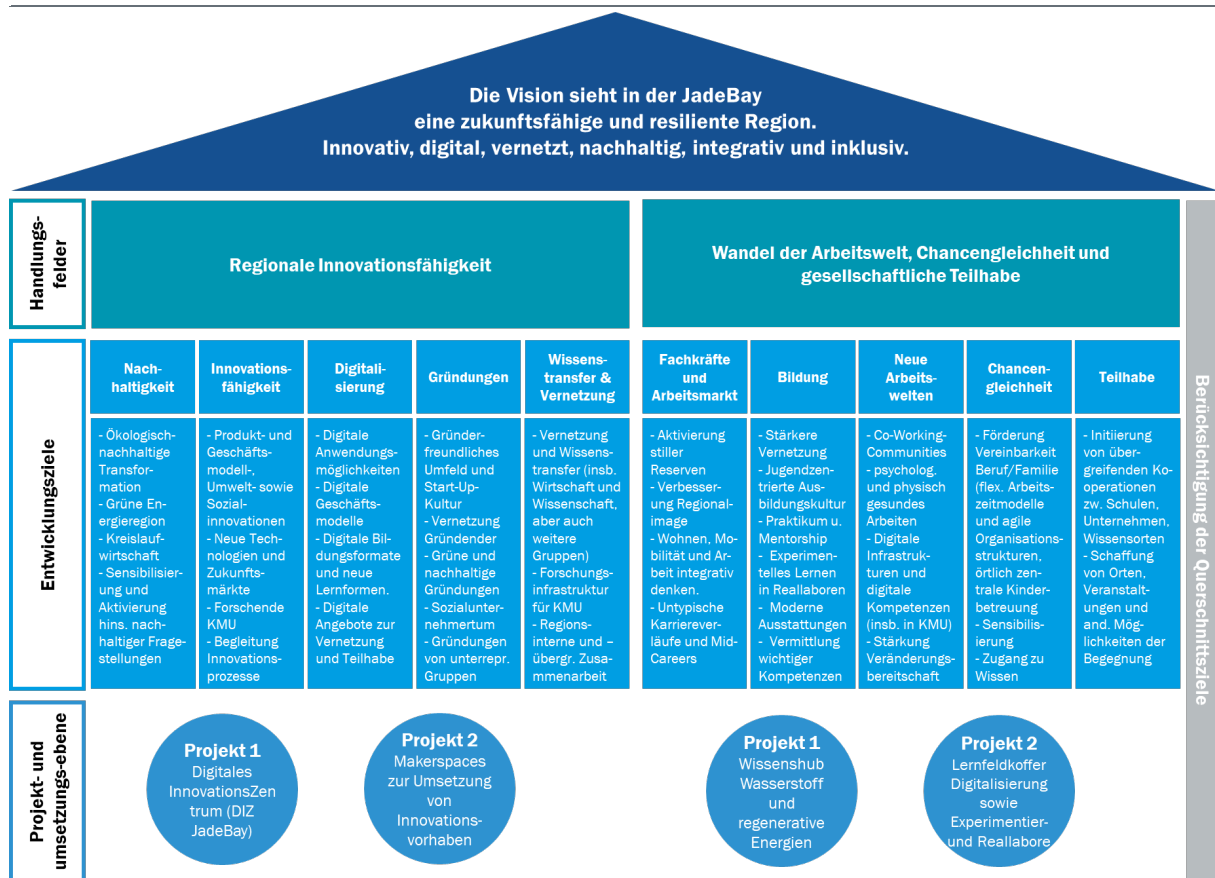 Die Vision sieht in der JadeBay
eine zukunftsfähige und resiliente Region.
Innovativ, digital, vernetzt, nachhaltig, integrativ und inklusiv.
Handlungs-
felder
Regionale Innovationsfähigkeit
Wandel der Arbeitswelt, Chancengleichheit und
gesellschaftliche Teilhabe
Berücksichtigung der Querschnittsziele
Entwicklungsziele
Nach-
haltigkeit
Innovations-
fähigkeit
Digitali-
sierung
Gründungen
Wissens-
transfer &
Vernetzung
Fachkräfte
und
Arbeitsmarkt
Bildung
Neue
Arbeits-
welten
Chancen-
gleichheit
Teilhabe
- Ökologisch-
nachhaltige
Transfor-
mation
- Grüne En-
ergieregion
- Kreislauf-
wirtschaft
- Sensibilisier-
ung und
Aktivierung
hins. nach-
haltiger Frage-
stellungen
- Produkt- und
Geschäfts-
modell-,
Umwelt- sowie
Sozial-
innovationen
- Neue Tech-
nologien und
Zukunfts-
märkte
- Forschende
KMU
- Begleitung
Innovations-
prozesse
- Digitale
Anwendungs-
möglichkeiten
- Digitale
Geschäfts-
modelle
- Digitale Bil-
dungsformate
und neue
Lernformen.
- Digitale
Angebote zur
Vernetzung
und Teilhabe
- Gründer-
freundliches
Umfeld und
Start-Up-
Kultur
- Vernetzung
Gründender
- Grüne und
nachhaltige
Gründungen
- Sozialunter-
nehmertum
- Gründungen
von unterrepr.
Gruppen
- Vernetzung
und Wissens-
transfer (insb.
Wirtschaft und
Wissenschaft,
aber auch
weitere
Gruppen)
- Forschungs-
infrastruktur
für KMU
- Regions-
interne und –
übergr. Zusa-
mmenarbeit
- Aktivierung
stiller
Reserven
- Verbesser-
ung Regional-
image
- Wohnen, Mo-
bilität und Ar-
beit integrativ
denken.
- Untypische
Karrierever-
läufe und Mid-
Careers
- Stärkere
Vernetzung
- Jugendzen-
trierte Aus-
bildungskultur
- Praktikum u.
Mentorship
- Experimen-
telles Lernen
in Reallaboren
- Moderne
Ausstattungen
- Vermittlung
wichtiger
Kompetenzen
- Co-Working-
Communities
- psycholog.
und physisch
gesundes
Arbeiten
- Digitale
Infrastruk-
turen und
digitale
Kompetenzen
(insb. in KMU)
- Stärkung
Veränderungs-
bereitschaft
- Förderung
Vereinbarkeit
Beruf/Familie
(flex. Arbeits-
zeitmodelle
und agile
Organisations-
strukturen,
örtlich zen-
trale Kinder-
betreuung
- Sensibilis-
ierung
- Zugang zu
Wissen
- Initiierung
von über-
greifenden Ko-
operationen
zw. Schulen,
Unternehmen,
Wissensorten
- Schaffung
von Orten,
Veranstalt-
ungen und
and. Mög-
lichkeiten der
Begegnung
Projekt- und
umsetzungs-ebene
Projekt 1
Digitales
InnovationsZen
trum (DIZ
JadeBay)
Projekt 2
Makerspaces
zur Umsetzung
von
Innovations-
vorhaben
Projekt 1
Wissenshub
Wasserstoff
und
regenerative
Energien
Projekt 2
Lernfeldkoffer
Digitalisierung
sowie
Experimentier-
und Reallabore